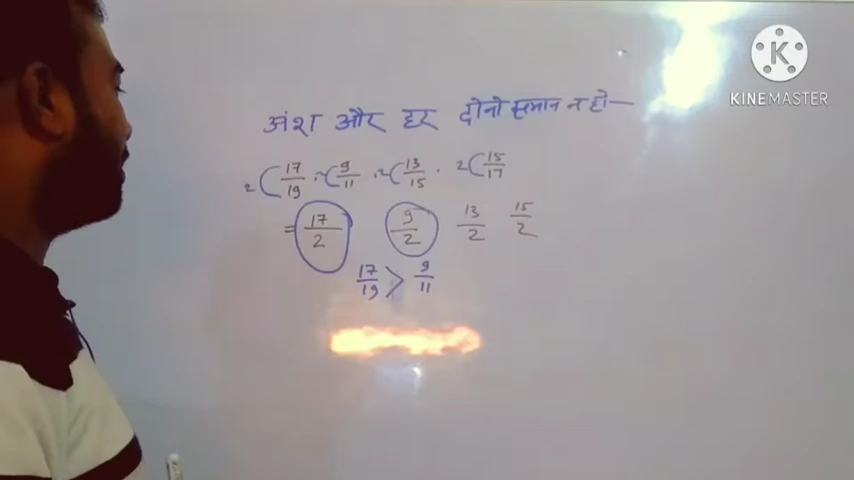 KINEMASTER
अंश और हर दोनो समान न हो—
2 ( 17/19 . 2 ( 9/11 . 2 ( 13/15 . 2 ( 15/17
= 17/2 9/2 13/2 15/2
17/19 > 9/11